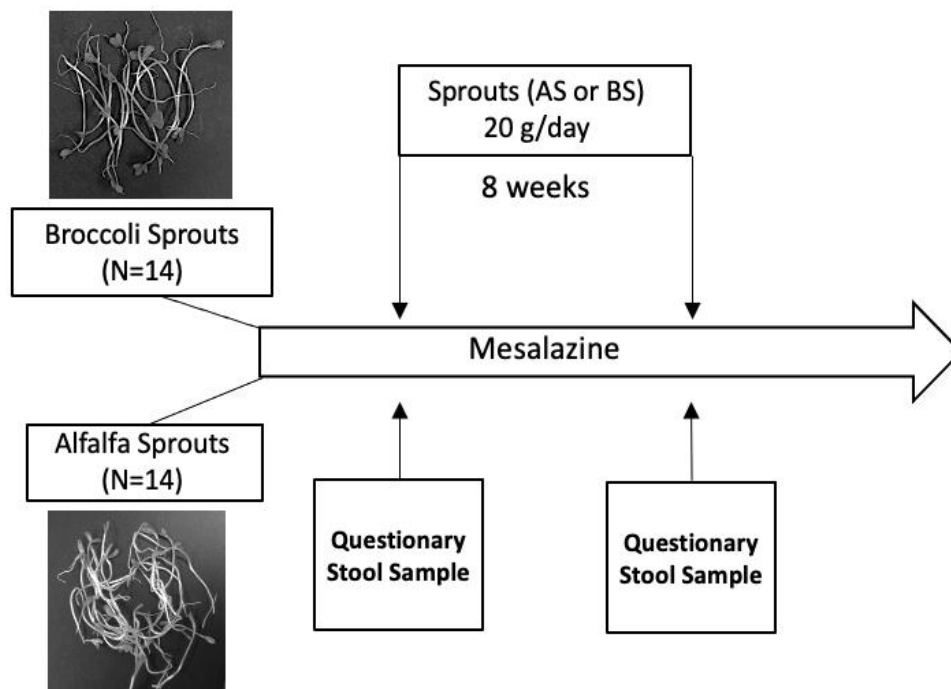 Sprouts (AS or BS)
20 g/day
8 weeks
Broccoli Sprouts
(N=14)
Mesalazine
Alfalfa Sprouts
(N=14)
Questionary
Stool Sample
Questionary
Stool Sample